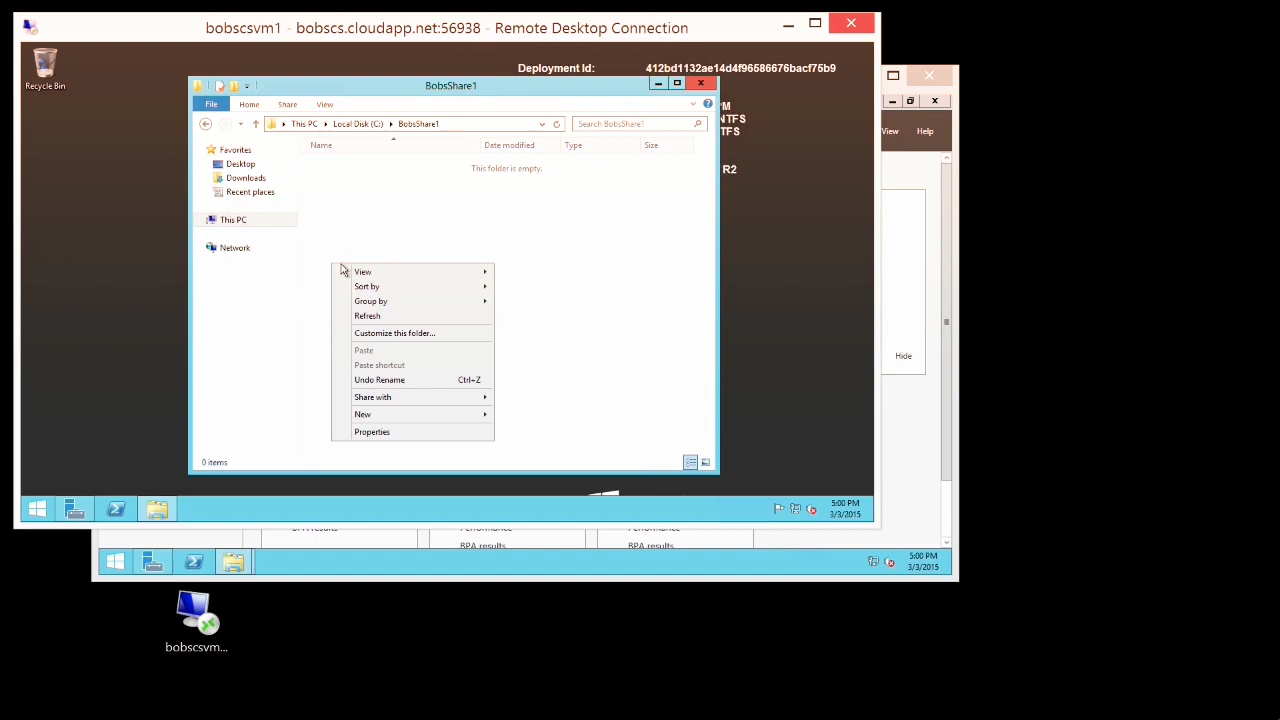 bobscsvm1 - bobscs.cloudapp.net:56938 - Remote Desktop Connection
Recycle Bin
Deployment Id: 412bd1132ae14d4f96586676bacf75b9
BobsShare1
File Home Share View
This PC Local Disk (C:) BobsShare1 Search BobsShare1
View Help
Favorites
Desktop
Downloads
Recent places
This PC
Network
Name Date modified Type Size
This folder is empty.
R2
View
Sort by
Group by
Refresh
Customize this folder...
Paste
Paste shortcut
Undo Rename Ctrl+Z
Share with
New
Properties
Hide
0 items
5:00 PM
3/3/2015
BPA results
BPA results
5:00 PM
3/3/2015
bobscsvm...